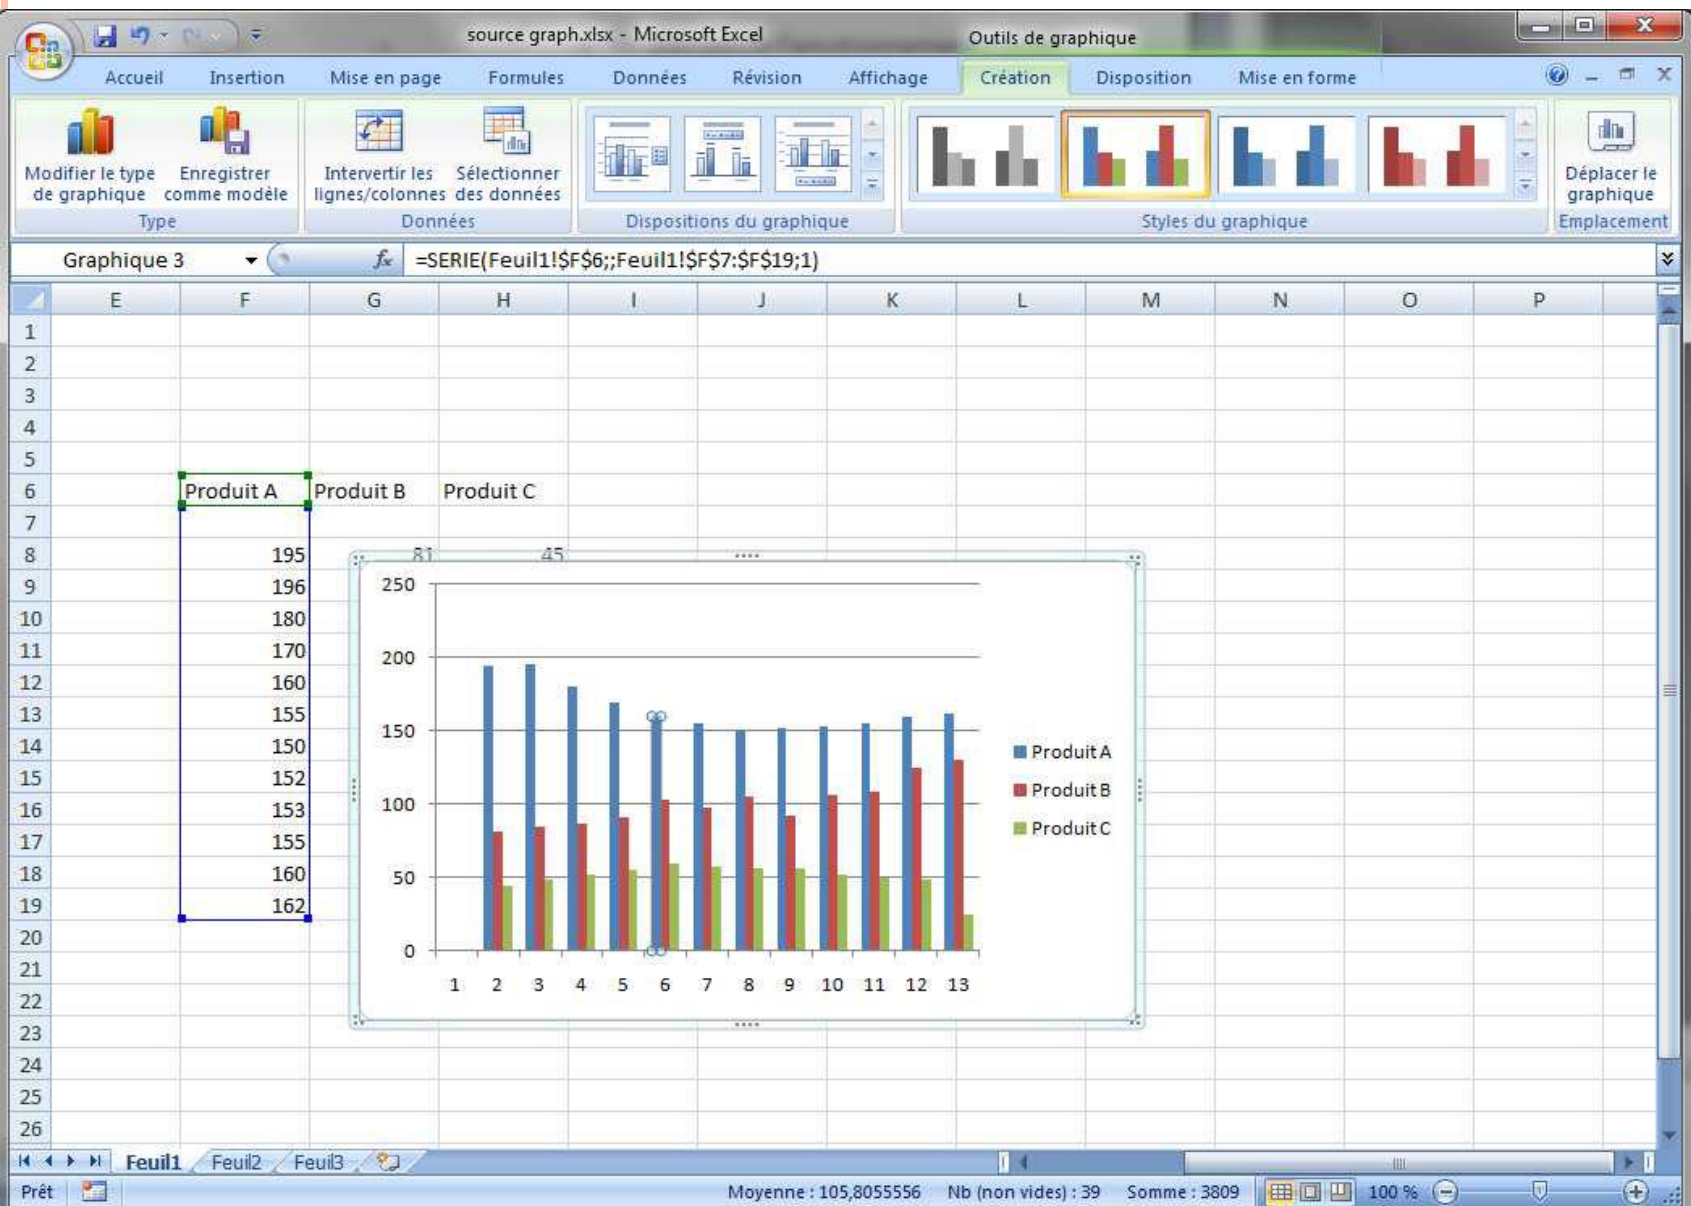 source graph.xlsx - Microsoft Excel
Outils de graphique
Accueil Insertion Mise en page Formules Données Révision Affichage Création Disposition Mise en forme
Modifier le type de graphique
Enregistrer comme modèle
Intervertir les lignes/colonnes
Sélectionner des données
Déplacer le graphique
Type Données Dispositions du graphique Styles du graphique Emplacement
Graphique 3 fx =SERIE(Feuil1!$F$6;;Feuil1!$F$7:$F$19;1)
E F G H I J K L M N O P
1
2
3
4
5
6 Produit A Produit B Produit C
7
8 195 81 45
9 196
10 180
11 170
12 160
13 155
14 150
15 152
16 153
17 155
18 160
19 162
20
21
22
23
24
25
26
250
200
150
100
50
0
1 2 3 4 5 6 7 8 9 10 11 12 13
Produit A
Produit B
Produit C
Feuil1 Feuil2 Feuil3
Prêt Moyenne : 105,8055556 Nb (non vides) : 39 Somme : 3809 100 %